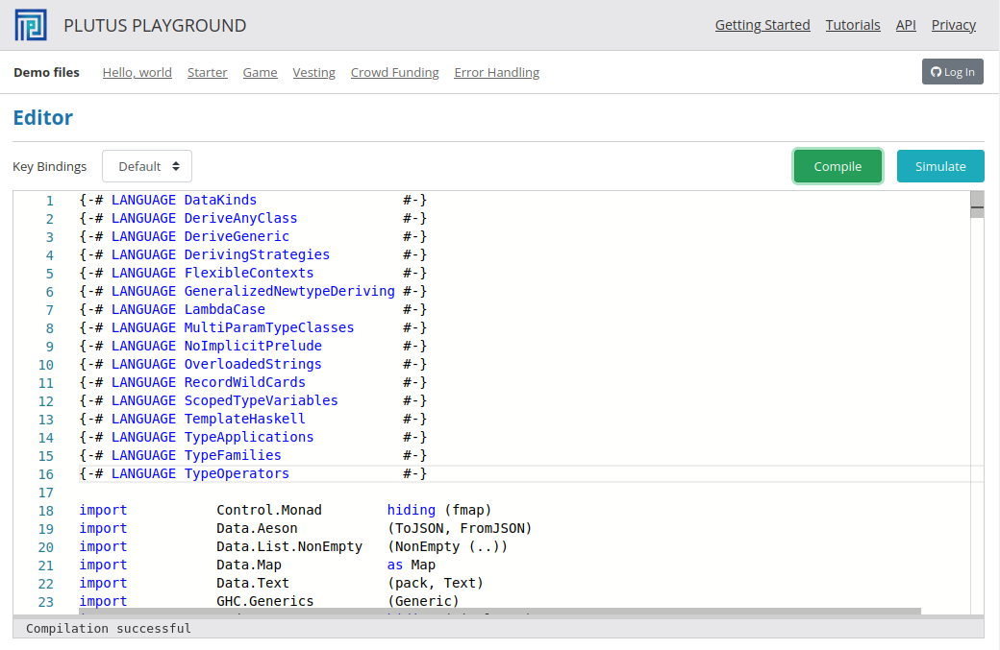 PLUTUS PLAYGROUND Getting Started Tutorials API Privacy
Demo files Hello, world Starter Game Vesting Crowd Funding Error Handling Log In
Editor
Key Bindings Default Compile Simulate
1 {-# LANGUAGE DataKinds #-}
2 {-# LANGUAGE DeriveAnyClass #-}
3 {-# LANGUAGE DeriveGeneric #-}
4 {-# LANGUAGE DerivingStrategies #-}
5 {-# LANGUAGE FlexibleContexts #-}
6 {-# LANGUAGE GeneralizedNewtypeDeriving #-}
7 {-# LANGUAGE LambdaCase #-}
8 {-# LANGUAGE MultiParamTypeClasses #-}
9 {-# LANGUAGE NoImplicitPrelude #-}
10 {-# LANGUAGE OverloadedStrings #-}
11 {-# LANGUAGE RecordWildCards #-}
12 {-# LANGUAGE ScopedTypeVariables #-}
13 {-# LANGUAGE TemplateHaskell #-}
14 {-# LANGUAGE TypeApplications #-}
15 {-# LANGUAGE TypeFamilies #-}
16 {-# LANGUAGE TypeOperators #-}
17
18 import Control.Monad hiding (fmap)
19 import Data.Aeson (ToJSON, FromJSON)
20 import Data.List.NonEmpty (NonEmpty (..))
21 import Data.Map as Map
22 import Data.Text (pack, Text)
23 import GHC.Generics (Generic)
Compilation successful